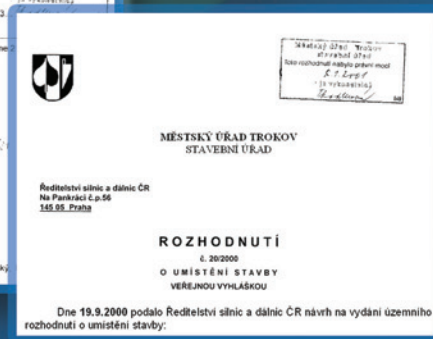 Městský úřad Trokov
stavební úřad
Toto rozhodnutí nabylo právní moci
MĚSTSKÝ ÚŘAD TROKOV
STAVEBNÍ ÚŘAD
Ředitelství silnic a dálnic ČR
Na Pankráci č.p.56
145 05 Praha
ROZHODNUTÍ
č. 20/2000
O UMÍSTĚNÍ STAVBY
VEŘEJNOU VYHLÁŠKOU
Dne 19.9.2000 podalo Ředitelství silnic a dálnic ČR návrh na vydání územního
rozhodnutí o umístění stavby: